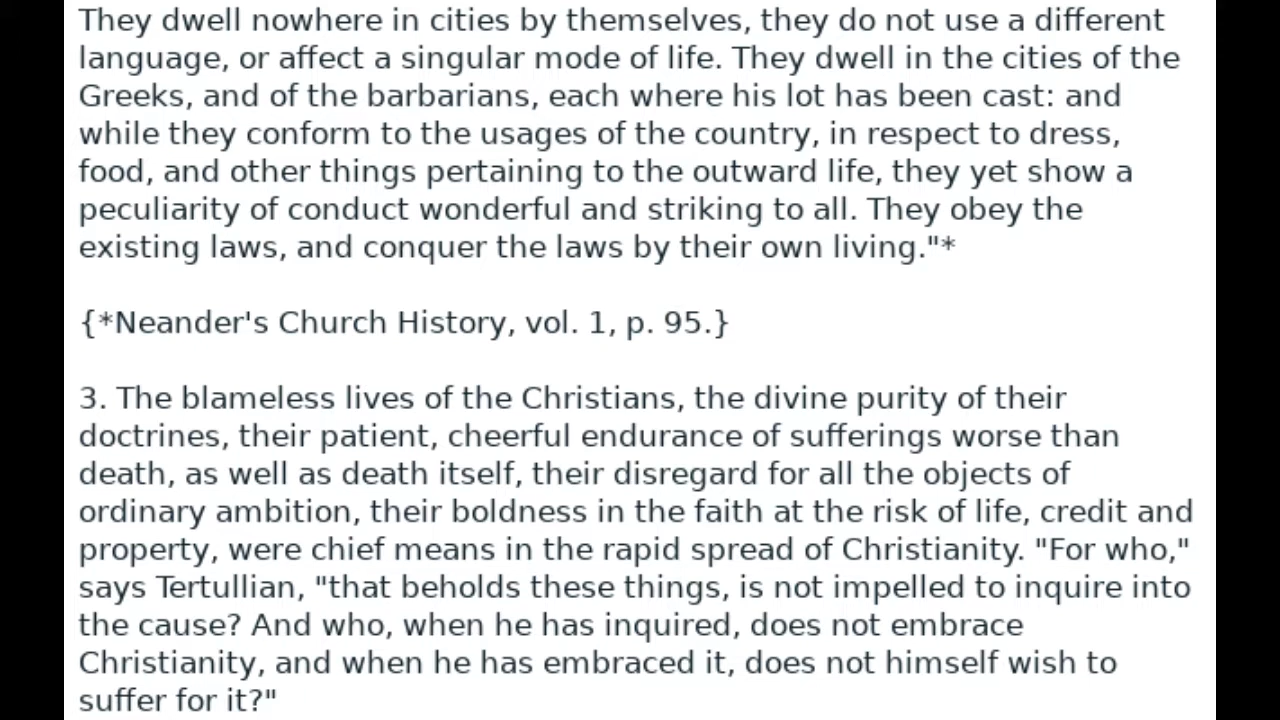 They dwell nowhere in cities by themselves, they do not use a different
language, or affect a singular mode of life. They dwell in the cities of the
Greeks, and of the barbarians, each where his lot has been cast: and
while they conform to the usages of the country, in respect to dress,
food, and other things pertaining to the outward life, they yet show a
peculiarity of conduct wonderful and striking to all. They obey the
existing laws, and conquer the laws by their own living."*
{*Neander's Church History, vol. 1, p. 95.}
3. The blameless lives of the Christians, the divine purity of their
doctrines, their patient, cheerful endurance of sufferings worse than
death, as well as death itself, their disregard for all the objects of
ordinary ambition, their boldness in the faith at the risk of life, credit and
property, were chief means in the rapid spread of Christianity. "For who,"
says Tertullian, "that beholds these things, is not impelled to inquire into
the cause? And who, when he has inquired, does not embrace
Christianity, and when he has embraced it, does not himself wish to
suffer for it?"